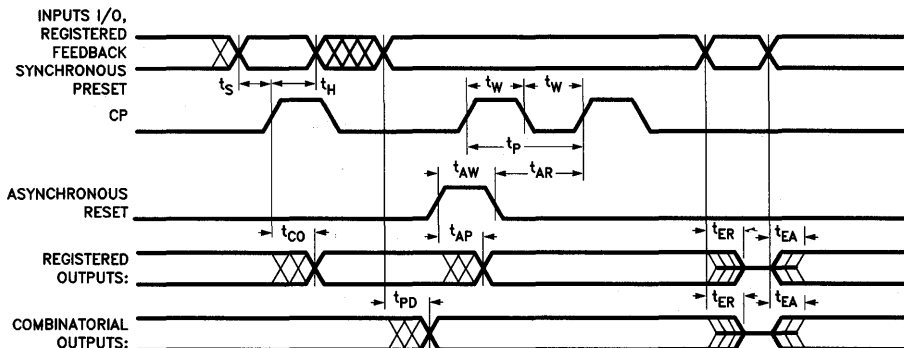 INPUTS I/O,
REGISTERED
FEEDBACK
SYNCHRONOUS
PRESET
tS
tH
CP
tW
tW
tP
tAW
tAR
ASYNCHRONOUS
RESET
tCO
tAP
tER
tEA
REGISTERED
OUTPUTS:
tPD
tER
tEA
COMBINATORIAL
OUTPUTS: